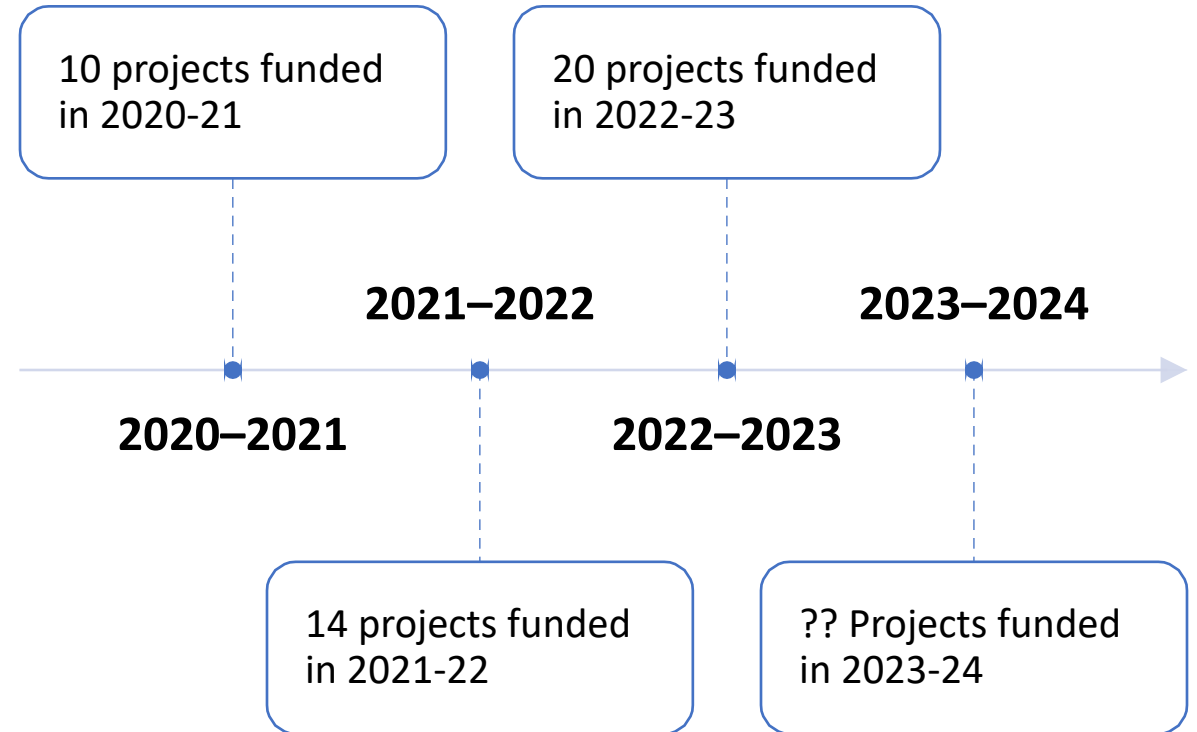 10 projects funded
in 2020-21
20 projects funded
in 2022-23
2021–2022
2023–2024
2020–2021
2022–2023
14 projects funded
in 2021-22
?? Projects funded
in 2023-24